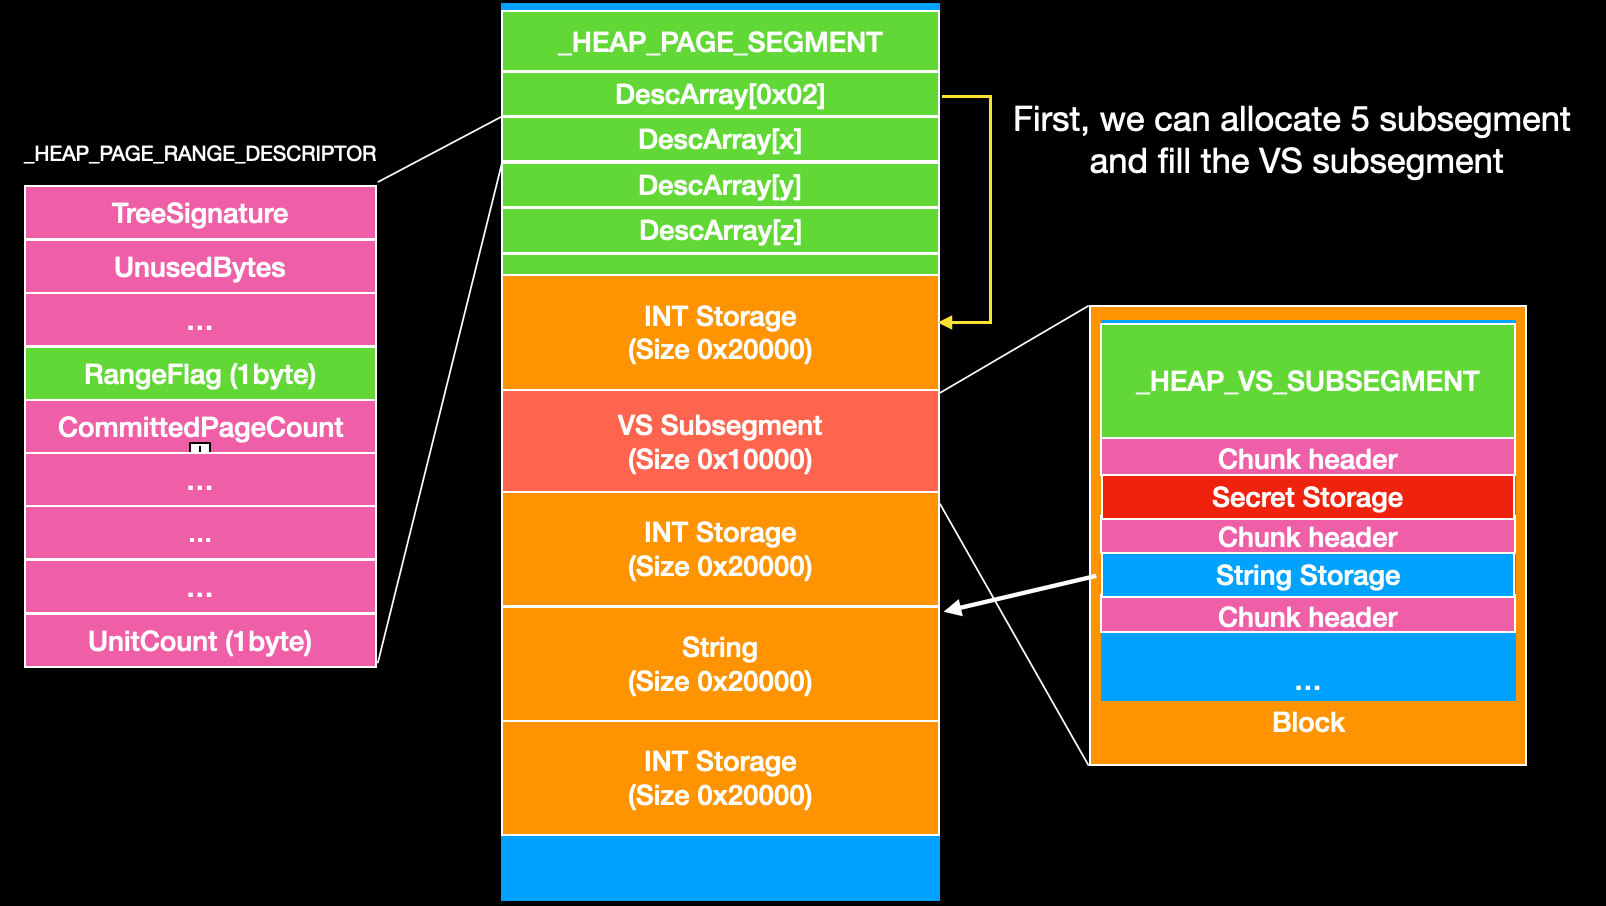 _HEAP_PAGE_SEGMENT
DescArray[0x02]
DescArray[x]
DescArray[y]
DescArray[z]
First, we can allocate 5 subsegment
and fill the VS subsegment
_HEAP_PAGE_RANGE_DESCRIPTOR
TreeSignature
UnusedBytes
...
RangeFlag (1byte)
CommittedPageCount
...
...
...
UnitCount (1byte)
INT Storage
(Size 0x20000)
VS Subsegment
(Size 0x10000)
INT Storage
(Size 0x20000)
String
(Size 0x20000)
INT Storage
(Size 0x20000)
_HEAP_VS_SUBSEGMENT
Chunk header
Secret Storage
Chunk header
String Storage
Chunk header
...
Block